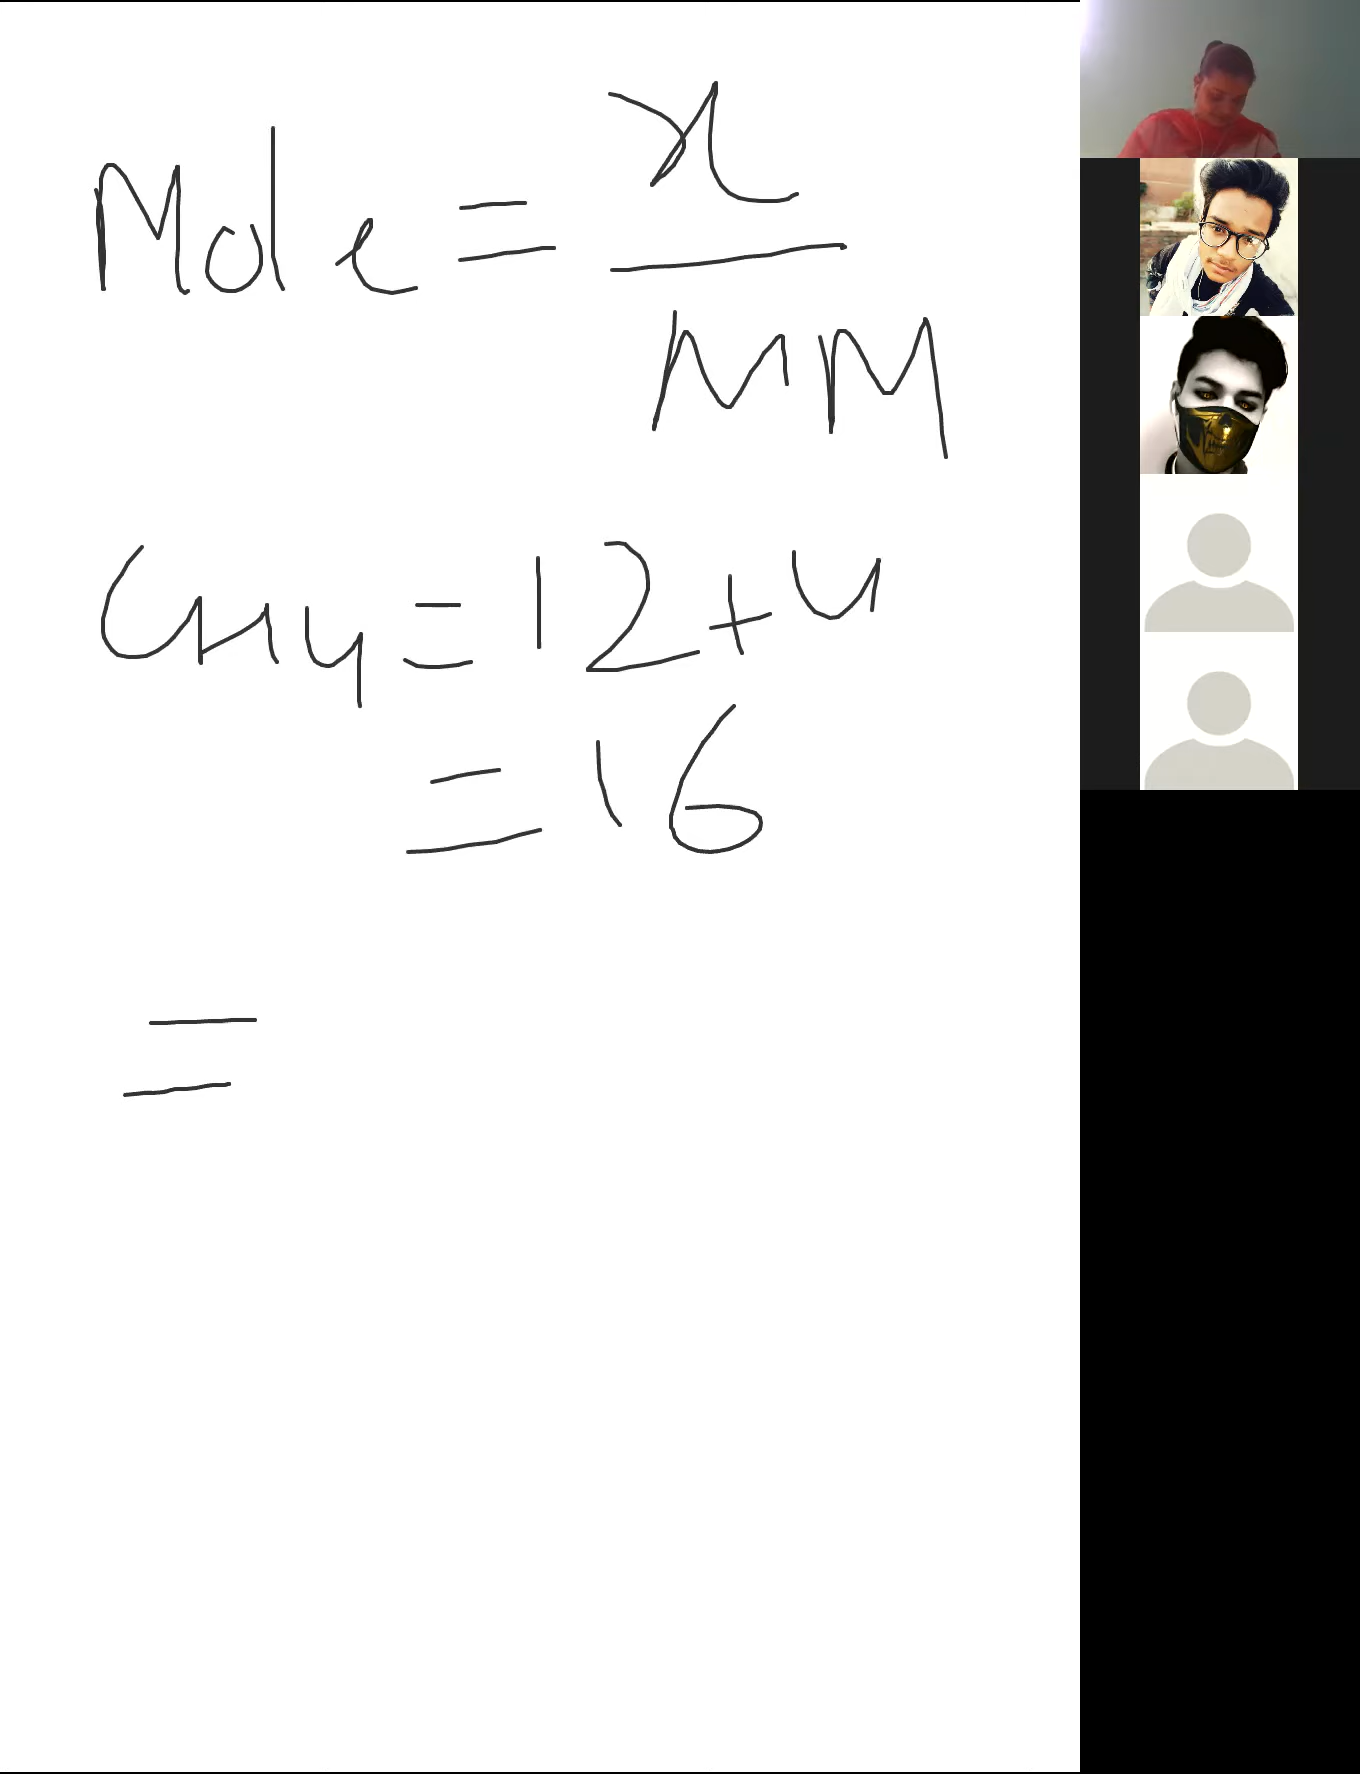 Mole = x
MM
CH4 = 12 + 4
= 16
=